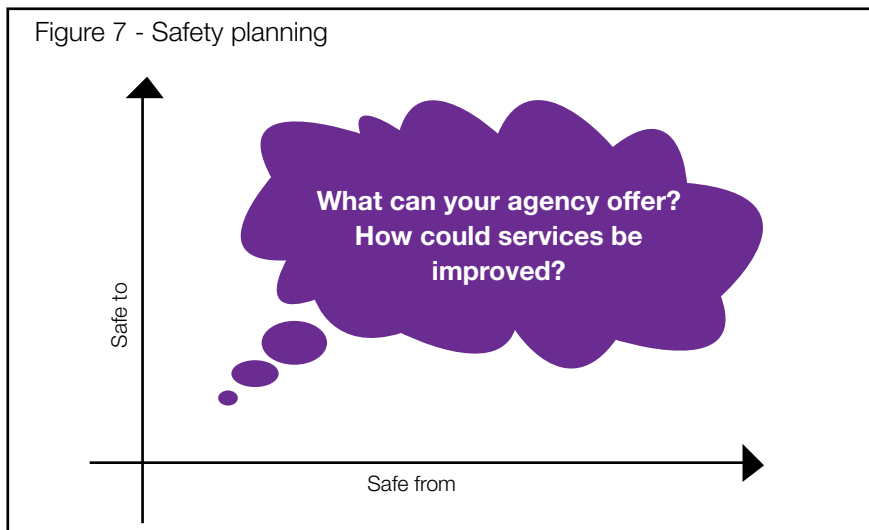 Figure 7 - Safety planning
What can your agency offer?
How could services be
improved?
Safe to
Safe from